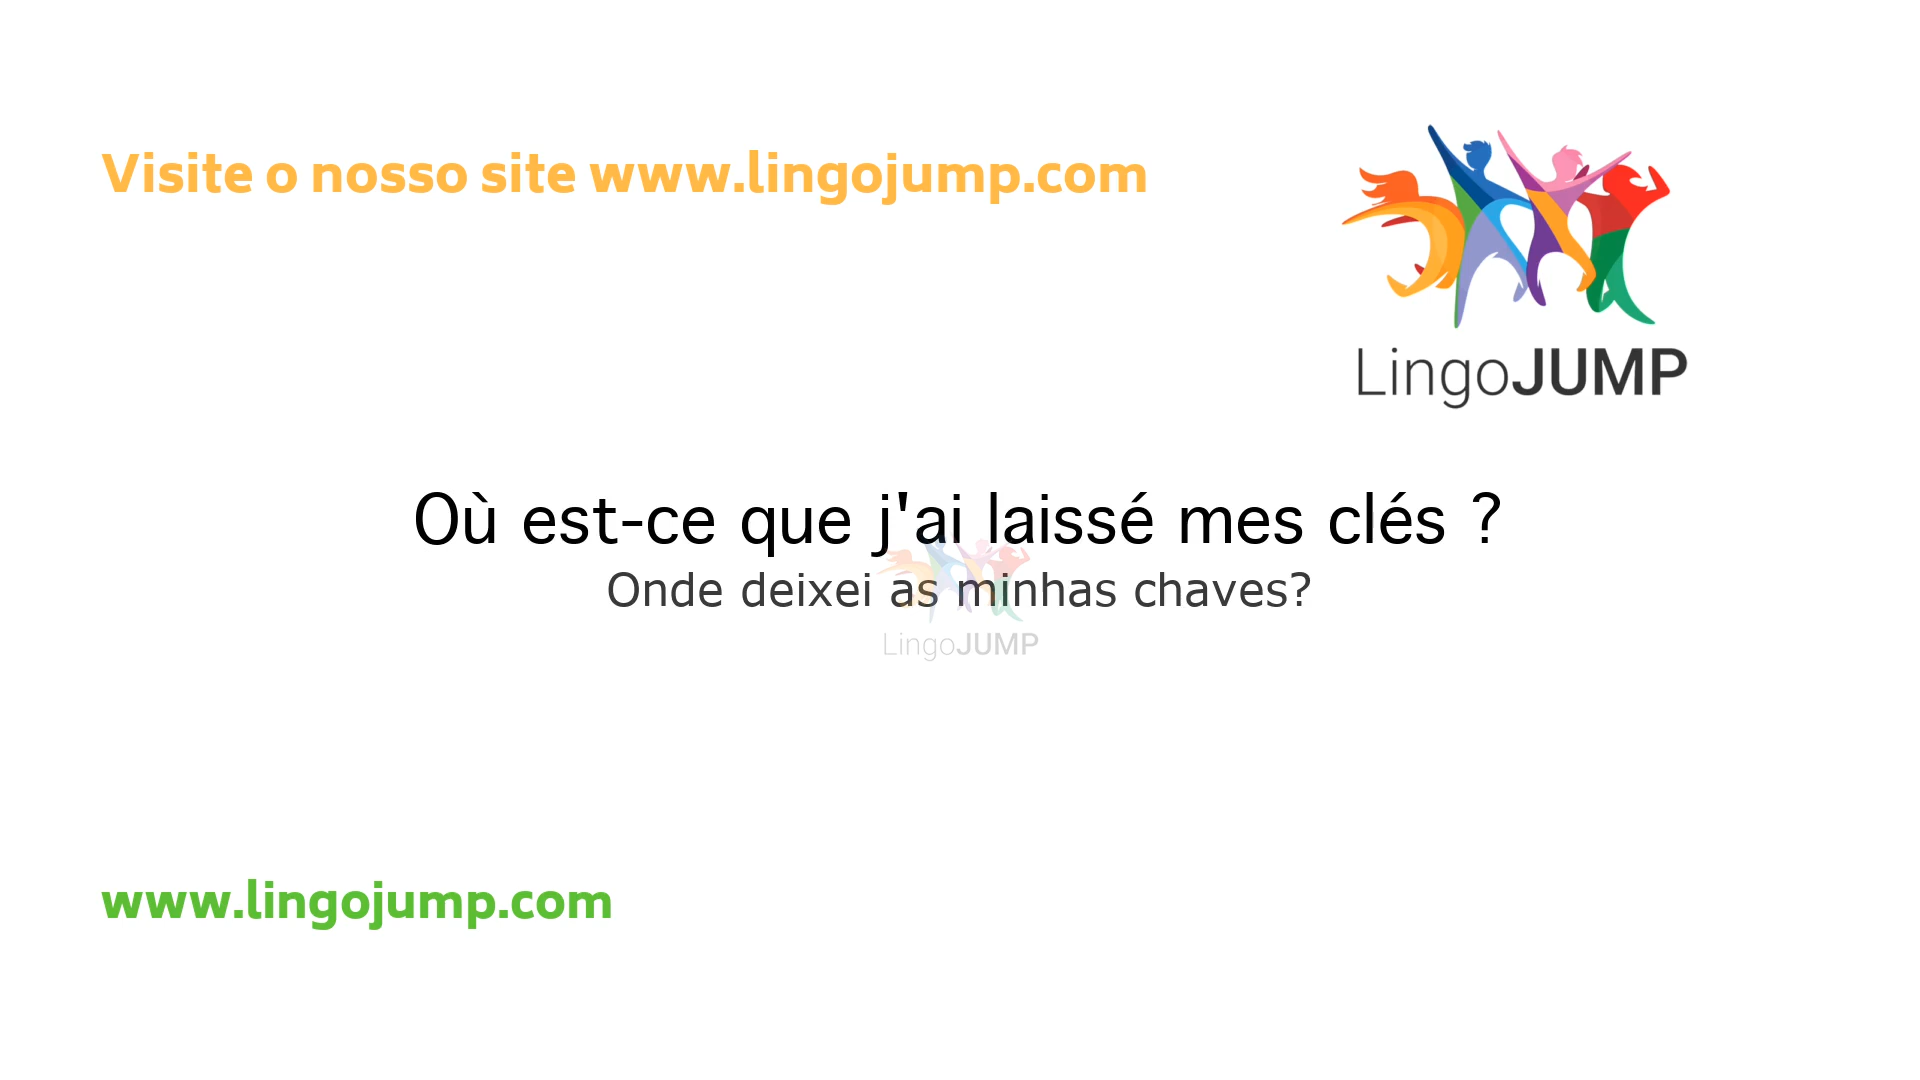 Visite o nosso site www.lingojump.com
LingoJUMP
Où est-ce que j'ai laissé mes clés ?
Onde deixei as minhas chaves?
LingoJUMP
www.lingojump.com